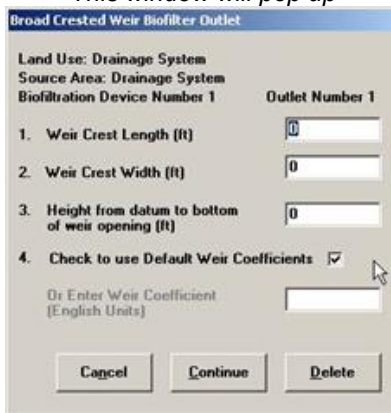 This window will pop up
Broad Crested Weir Biofilter Outlet
Land Use: Drainage System
Source Area: Drainage System
Biofiltration Device Number 1 Outlet Number 1
1. Weir Crest Length (ft) 0
2. Weir Crest Width (ft) 0
3. Height from datum to bottom 0
of weir opening (ft)
4. Check to use Default Weir Coefficients
Or Enter Weir Coefficient
(English Units)
Cancel Continue Delete